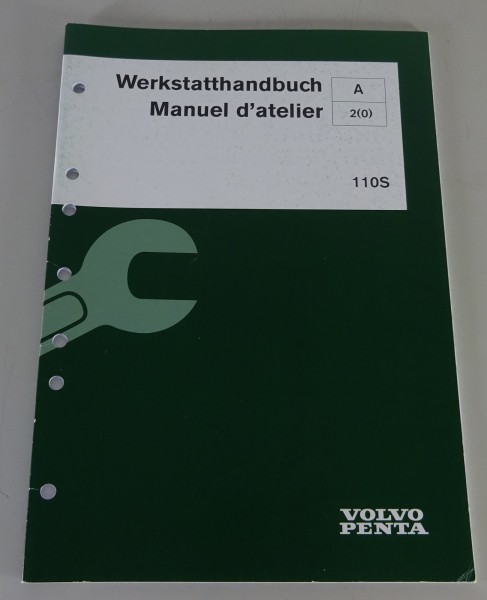 Werkstatthandbuch
Manuel d'atelier
A
2(0)
110S
VOLVO
PENTA